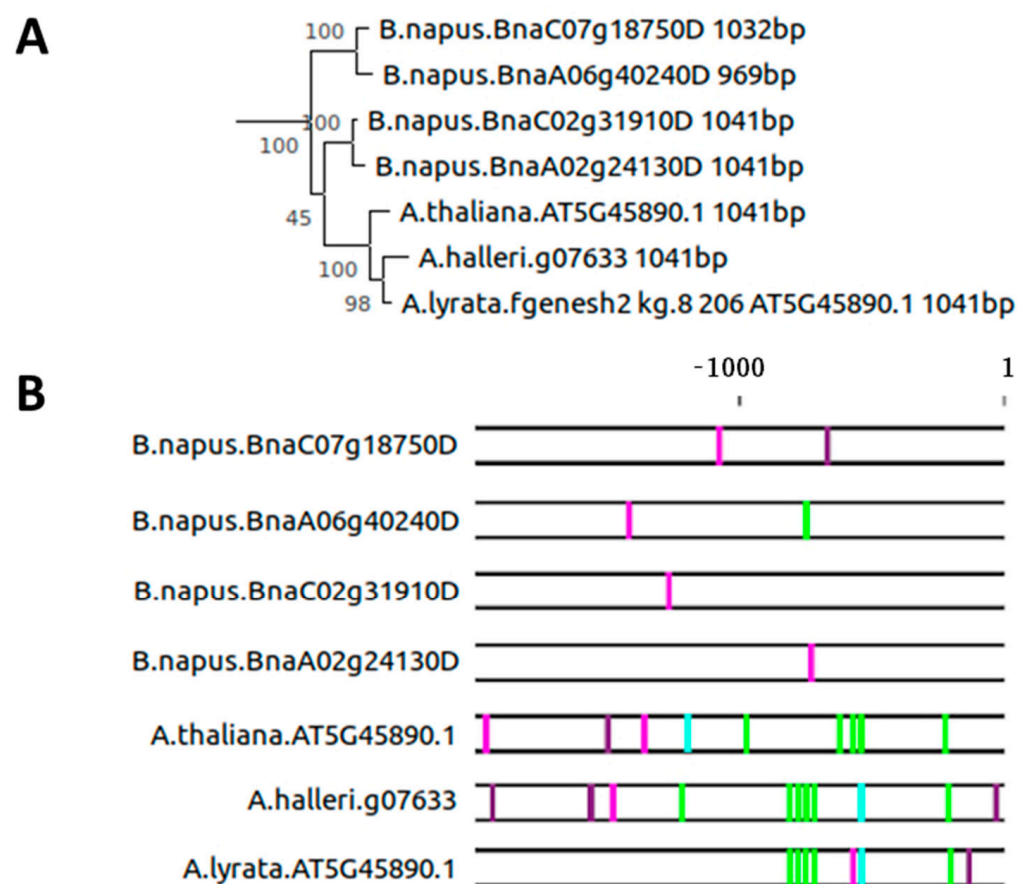 A
100 B.napus.BnaC07g18750D 1032bp
B.napus.BnaA06g40240D 969bp
100 B.napus.BnaC02g31910D 1041bp
100
B.napus.BnaA02g24130D 1041bp
A.thaliana.AT5G45890.1 1041bp
45
A.halleri.g07633 1041bp
100
98 A.lyrata.fgenesh2 kg.8 206 AT5G45890.1 1041bp
-1000 1
B
B.napus.BnaC07g18750D
B.napus.BnaA06g40240D
B.napus.BnaC02g31910D
B.napus.BnaA02g24130D
A.thaliana.AT5G45890.1
A.halleri.g07633
A.lyrata.AT5G45890.1